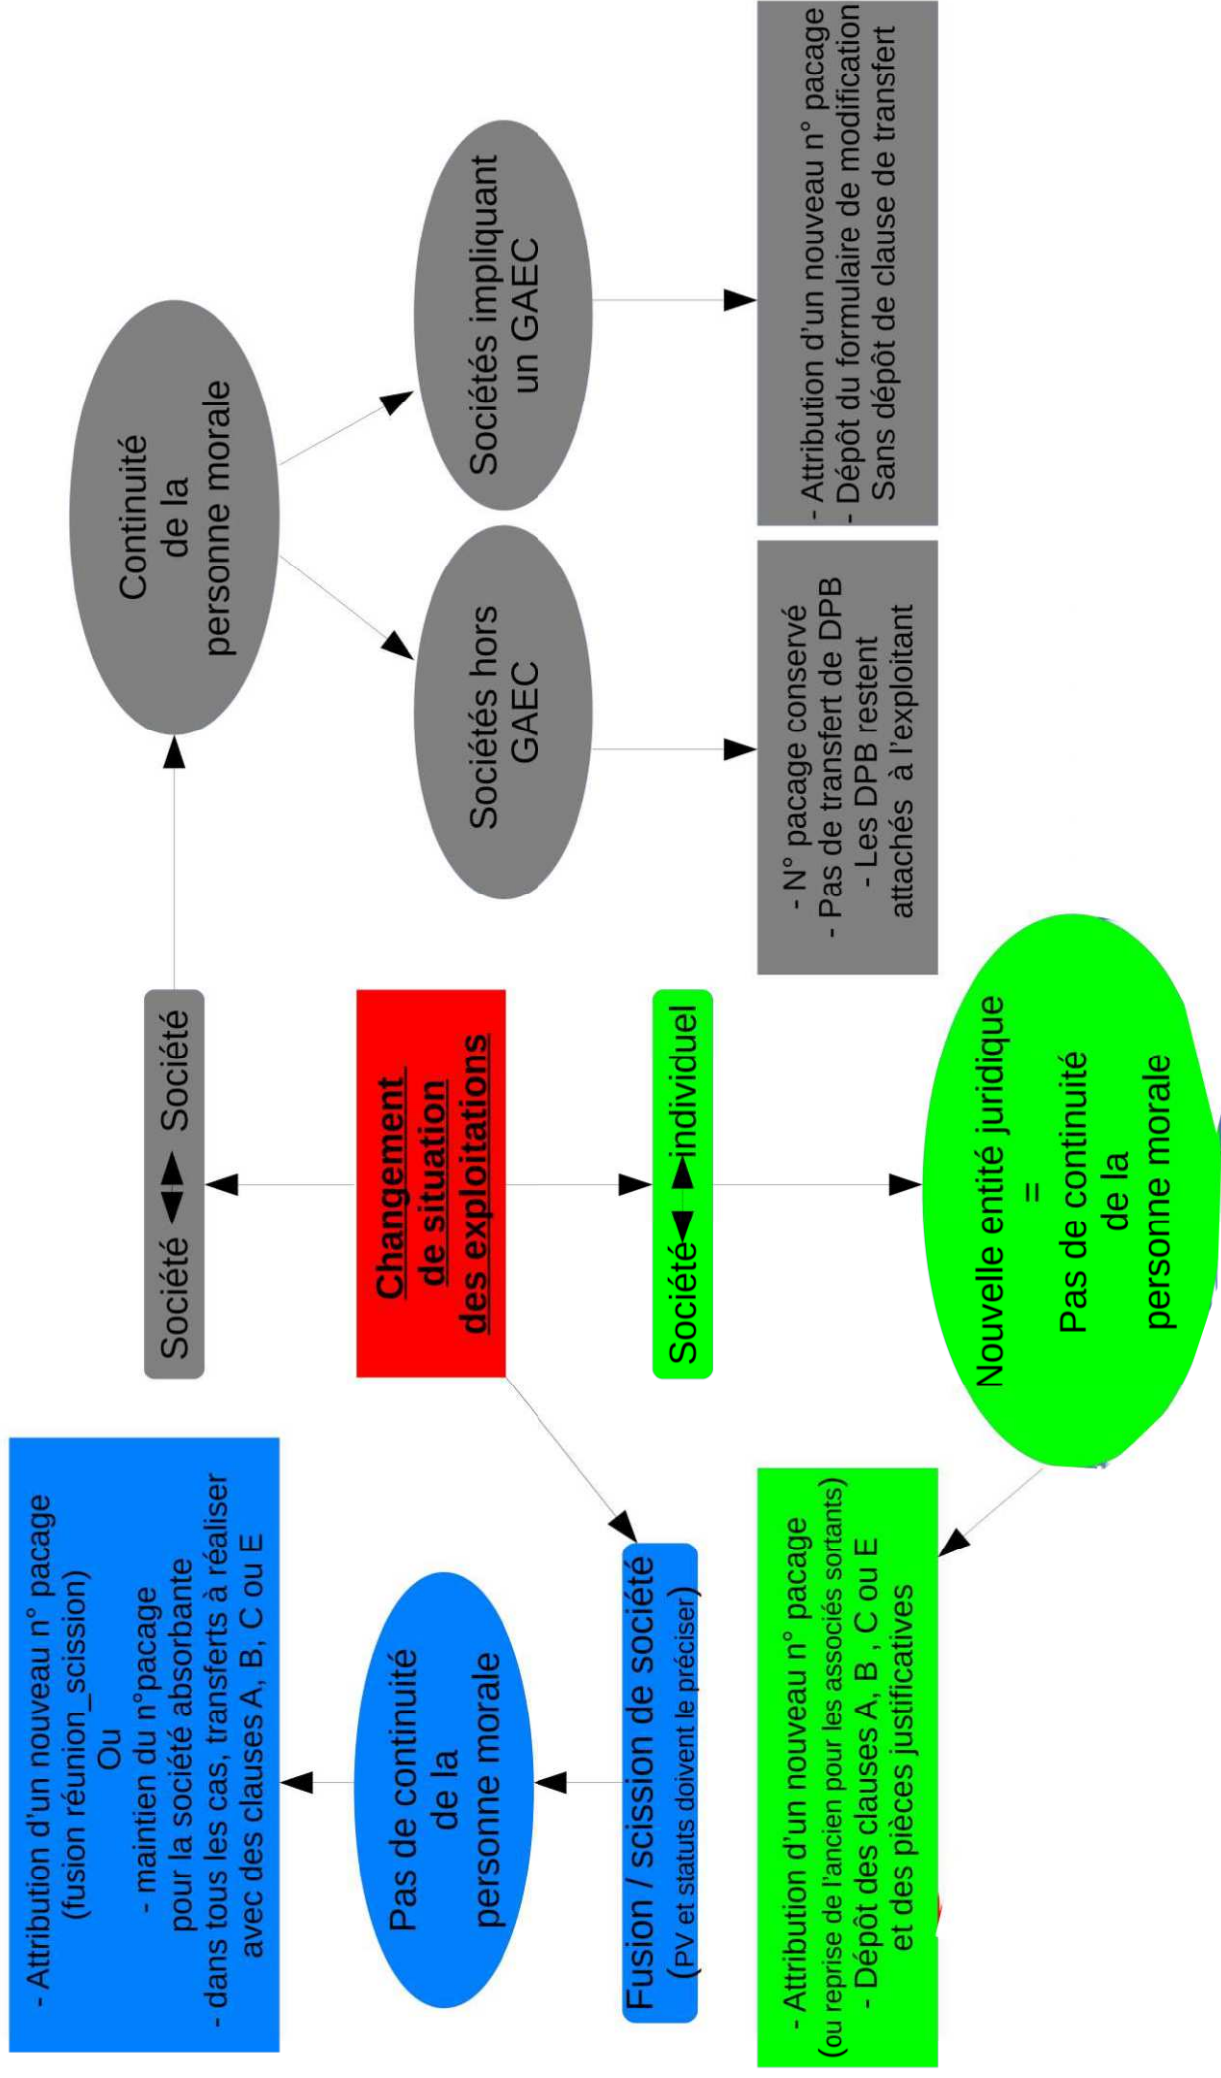 Changement
de situation
des exploitations
Société ◄► Société
Continuité
de la
personne morale
Sociétés hors
GAEC
- N° pacage conservé
- Pas de transfert de DPB
- Les DPB restent
attachés à l'exploitant
Sociétés impliquant
un GAEC
- Attribution d'un nouveau n° pacage
- Dépôt du formulaire de modification
Sans dépôt de clause de transfert
Société◄►individuel
Nouvelle entité juridique
=
Pas de continuité
de la
personne morale
- Attribution d'un nouveau n° pacage
(ou reprise de l'ancien pour les associés sortants)
- Dépôt des clauses A, B , C ou E
et des pièces justificatives
Fusion / scission de société
(PV et statuts doivent le préciser)
Pas de continuité
de la
personne morale
- Attribution d'un nouveau n° pacage
(fusion réunion_scission)
Ou
- maintien du n°pacage
pour la société absorbante
- dans tous les cas, transferts à réaliser
avec des clauses A, B, C ou E